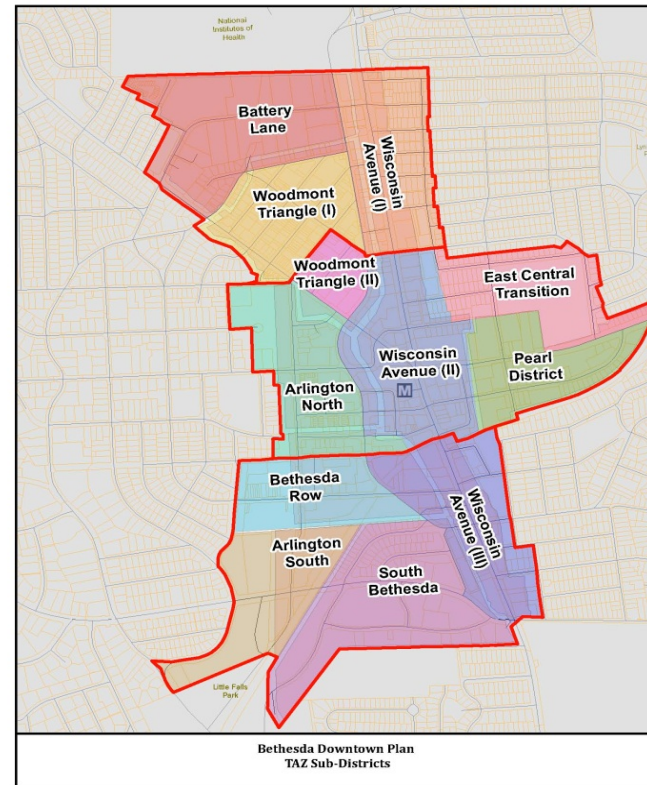 National
Institutes of
Health
Battery
Lane
Wisconsin
Avenue (I)
Woodmont
Triangle (I)
Woodmont
Triangle (II)
East Central
Transition
Wisconsin
Avenue (II)
Pearl
District
M
Arlington
North
Bethesda
Row
Wisconsin
Avenue (III)
Arlington
South
South
Bethesda
Little Falls
Park
Bethesda Downtown Plan
TAZ Sub-Districts